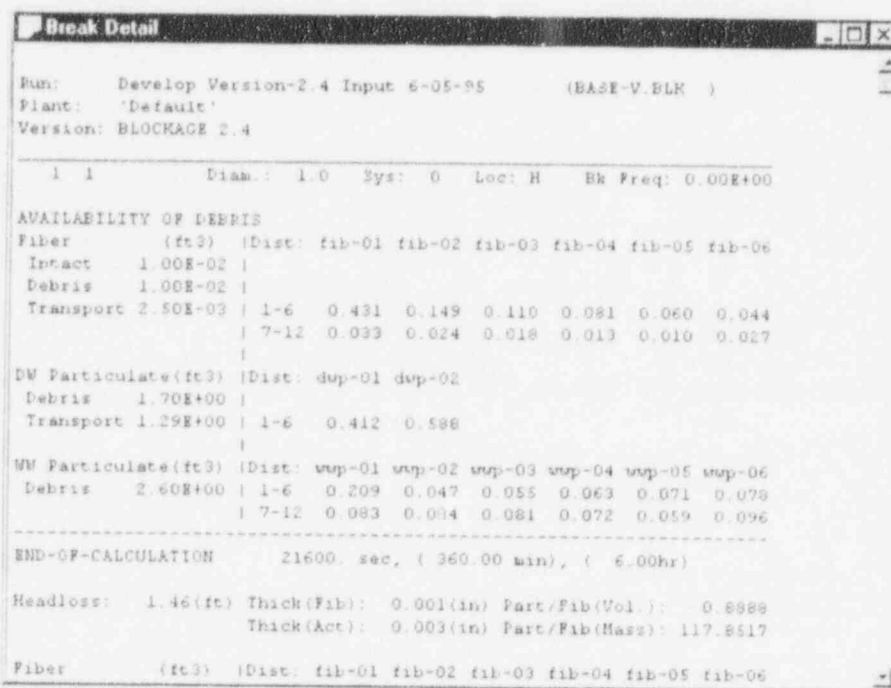 Break Detail
Run: Develop Version-2.4 Input 6-05-95 (BASE-V.BLK )
Plant: 'Default'
Version: BLOCKAGE 2.4
1 1 Diam.: 1.0 Sys: 0 Loc: H Bk Freq: 0.00E+00
AVAILABILITY OF DEBRIS
Fiber (ft3) |Dist: fib-01 fib-02 fib-03 fib-04 fib-05 fib-06
Intact 1.00E-02 |
Debris 1.00E-02 |
Transport 2.50E-03 | 1-6 0.431 0.149 0.110 0.081 0.060 0.044
| 7-12 0.033 0.024 0.018 0.013 0.010 0.027
|
DW Particulate(ft3) |Dist: dwp-01 dwp-02
Debris 1.70E+00 |
Transport 1.29E+00 | 1-6 0.412 0.588
|
WW Particulate(ft3) |Dist: wwp-01 wwp-02 wwp-03 wwp-04 wwp-05 wwp-06
Debris 2.60E+00 | 1-6 0.209 0.047 0.055 0.063 0.071 0.078
| 7-12 0.083 0.084 0.081 0.072 0.059 0.096
END-OF-CALCULATION 21600. sec, ( 360.00 min), ( 6.00hr)
Headloss: 1.46(ft) Thick(Fib): 0.001(in) Part/Fib(Vol.): 0.8888
Thick(Act): 0.003(in) Part/Fib(Mass): 117.8517
Fiber (ft3) |Dist: fib-01 fib-02 fib-03 fib-04 fib-05 fib-06